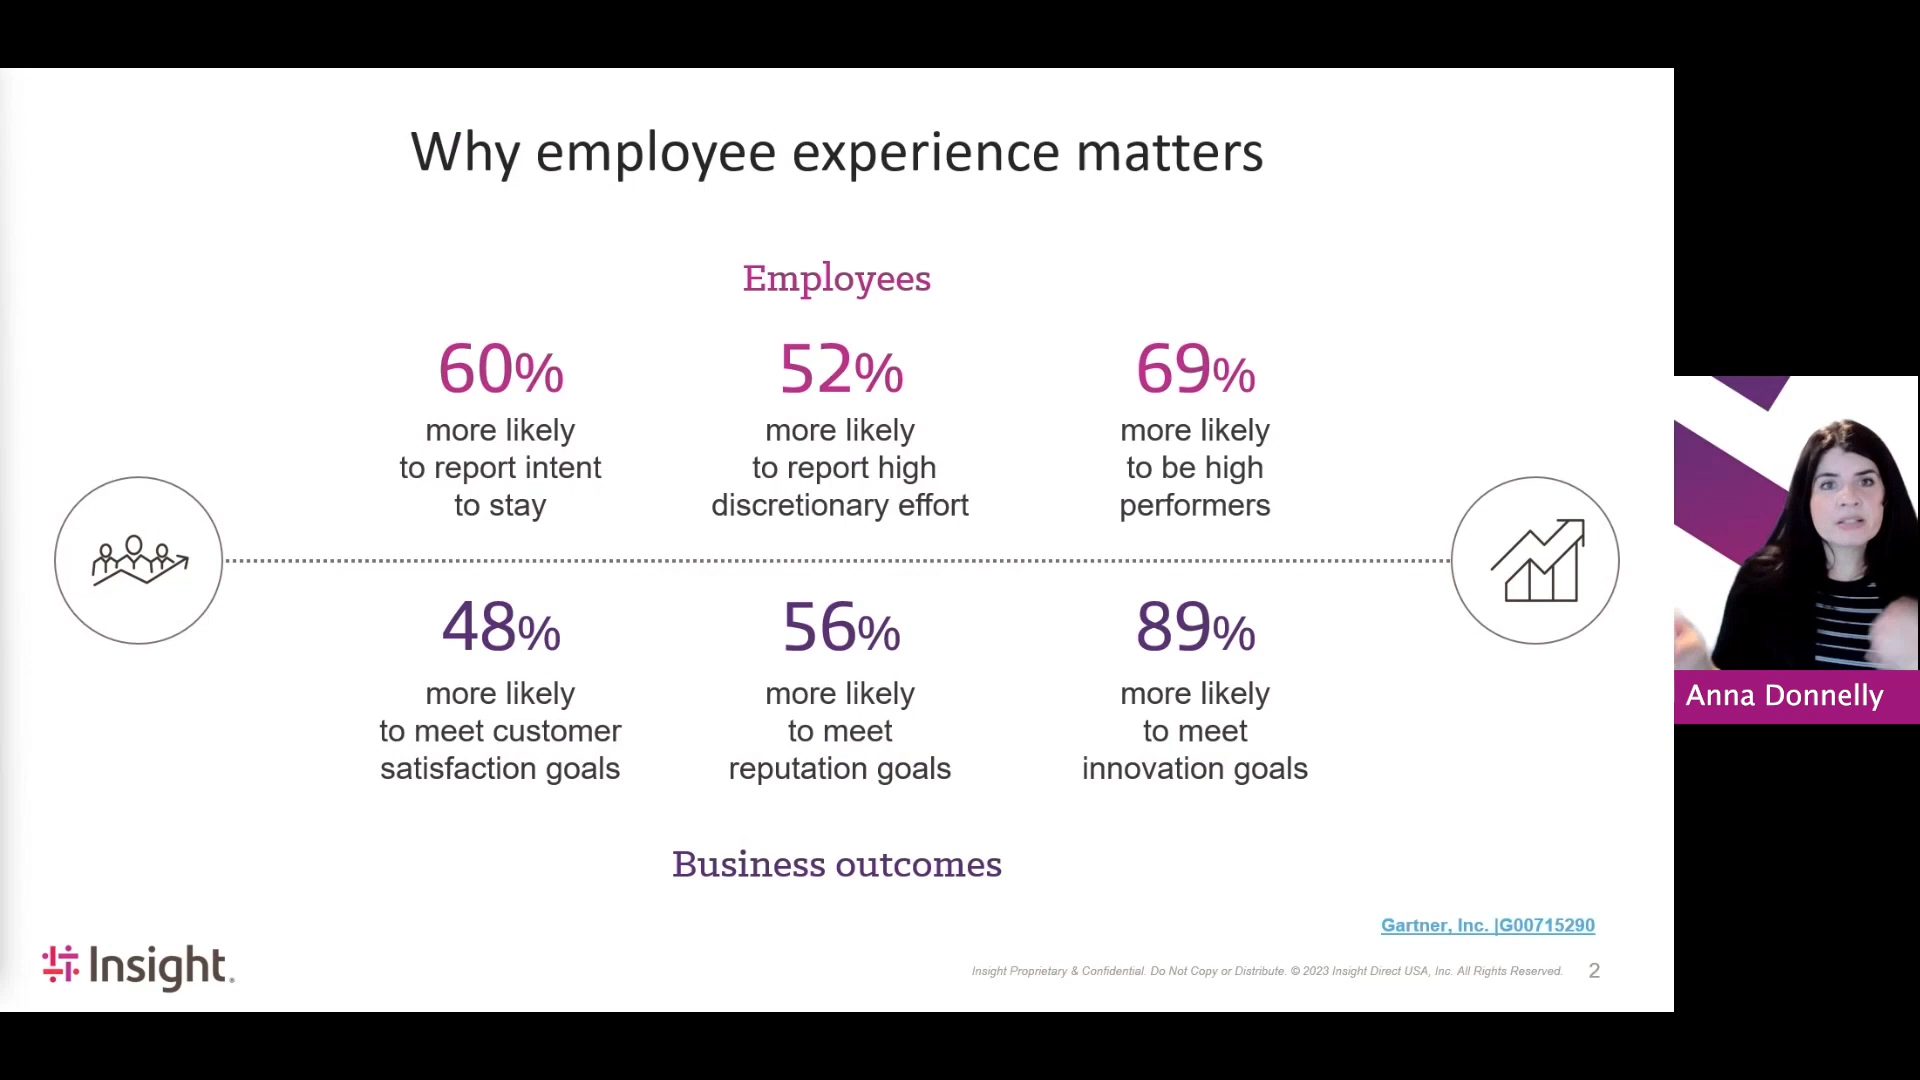 Why employee experience matters
Employees
60%
more likely
to report intent
to stay
52%
more likely
to report high
discretionary effort
69%
more likely
to be high
performers
48%
more likely
to meet customer
satisfaction goals
56%
more likely
to meet
reputation goals
89%
more likely
to meet
innovation goals
Business outcomes
Gartner, Inc. |G00715290
Insight.
Insight Proprietary & Confidential. Do Not Copy or Distribute. © 2023 Insight Direct USA, Inc. All Rights Reserved. 2
Anna Donnelly